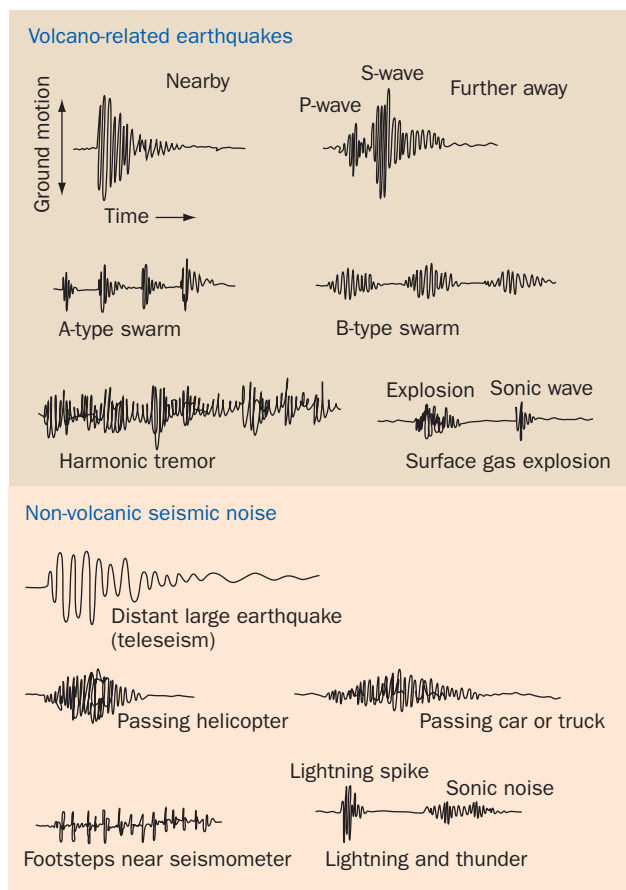 Volcano-related earthquakes
Nearby
S-wave
P-wave
Further away
Ground motion
Time
A-type swarm
B-type swarm
Explosion
Sonic wave
Harmonic tremor
Surface gas explosion
Non-volcanic seismic noise
Distant large earthquake
(teleseism)
Passing helicopter
Passing car or truck
Lightning spike
Sonic noise
Footsteps near seismometer
Lightning and thunder